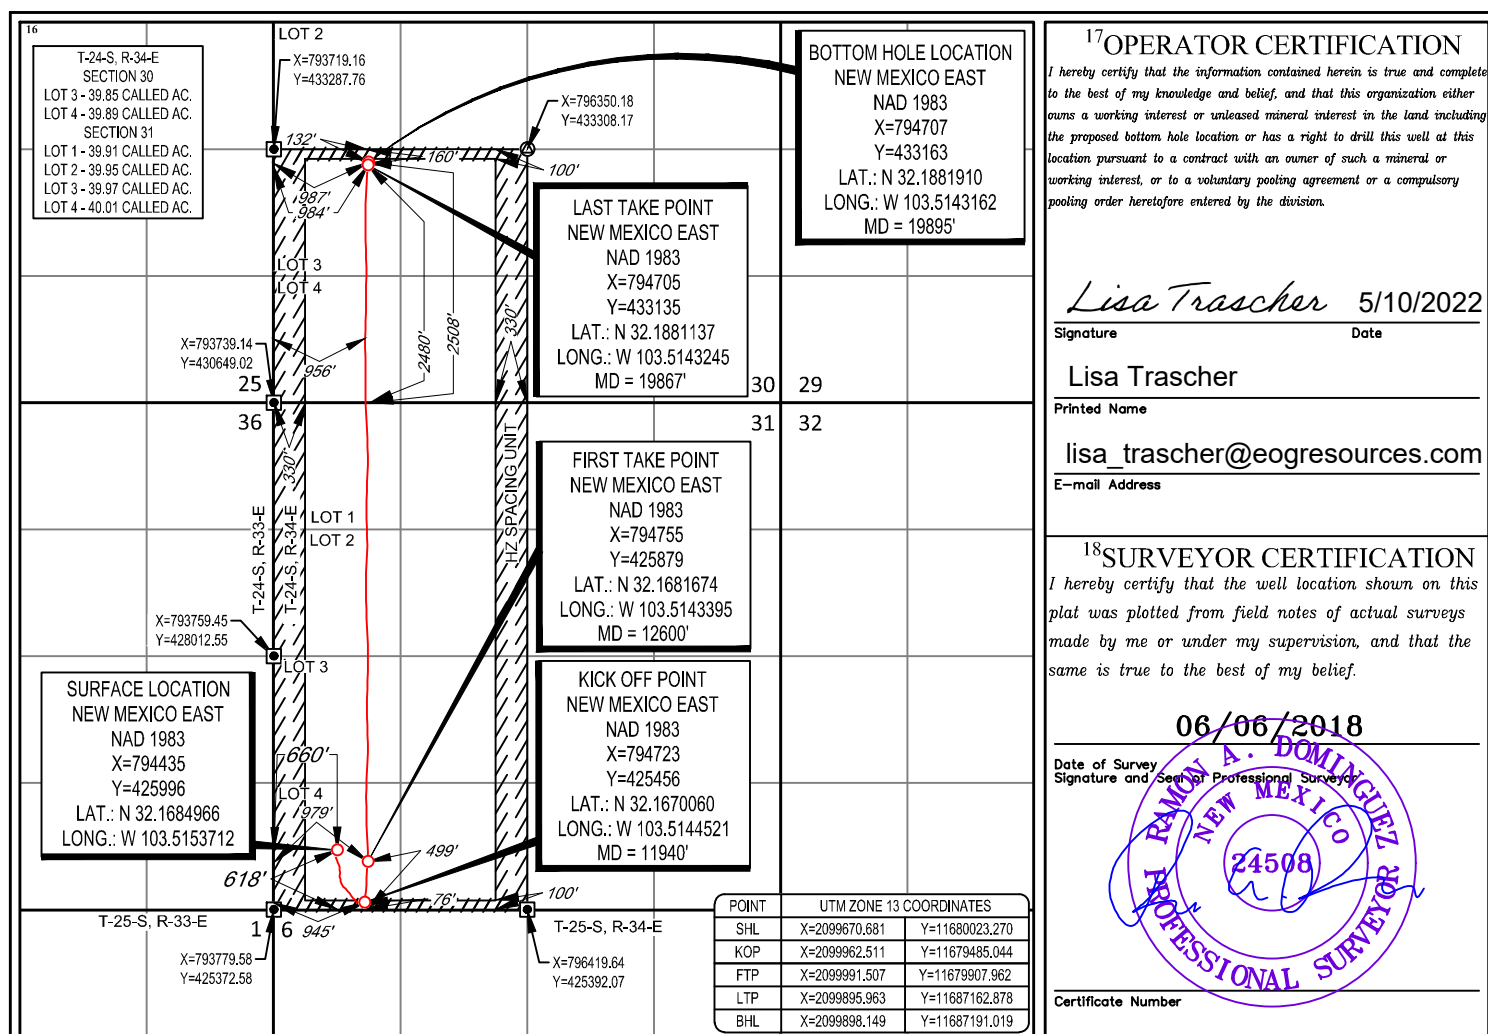 16
T-24-S, R-34-E
SECTION 30
LOT 3 - 39.85 CALLED AC.
LOT 4 - 39.89 CALLED AC.
SECTION 31
LOT 1 - 39.91 CALLED AC.
LOT 2 - 39.95 CALLED AC.
LOT 3 - 39.97 CALLED AC.
LOT 4 - 40.01 CALLED AC.
LOT 2
X=793719.16
Y=433287.76
X=796350.18
Y=433308.17
132'
160'
100'
987'
984'
BOTTOM HOLE LOCATION
NEW MEXICO EAST
NAD 1983
X=794707
Y=433163
LAT.: N 32.1881910
LONG.: W 103.5143162
MD = 19895'
LAST TAKE POINT
NEW MEXICO EAST
NAD 1983
X=794705
Y=433135
LAT.: N 32.1881137
LONG.: W 103.5143245
MD = 19867'
LOT 3
LOT 4
X=793739.14
Y=430649.02
956'
2480'
2508'
330'
25
30
29
36
31
32
330'
HZ SPACING UNIT
T-24-S, R-33-E
T-24-S, R-34-E
LOT 1
LOT 2
FIRST TAKE POINT
NEW MEXICO EAST
NAD 1983
X=794755
Y=425879
LAT.: N 32.1681674
LONG.: W 103.5143395
MD = 12600'
X=793759.45
Y=428012.55
LOT 3
SURFACE LOCATION
NEW MEXICO EAST
NAD 1983
X=794435
Y=425996
LAT.: N 32.1684966
LONG.: W 103.5153712
KICK OFF POINT
NEW MEXICO EAST
NAD 1983
X=794723
Y=425456
LAT.: N 32.1670060
LONG.: W 103.5144521
MD = 11940'
660'
LOT 4
979'
499'
618'
76'
100'
T-25-S, R-33-E
1
6
945'
T-25-S, R-34-E
X=793779.58
Y=425372.58
X=796419.64
Y=425392.07
POINT UTM ZONE 13 COORDINATES
SHL X=2099670.681 Y=11680023.270
KOP X=2099962.511 Y=11679485.044
FTP X=2099991.507 Y=11679907.962
LTP X=2099895.963 Y=11687162.878
BHL X=2099898.149 Y=11687191.019
17OPERATOR CERTIFICATION
I hereby certify that the information contained herein is true and complete
to the best of my knowledge and belief, and that this organization either
owns a working interest or unleased mineral interest in the land including
the proposed bottom hole location or has a right to drill this well at this
location pursuant to a contract with an owner of such a mineral or
working interest, or to a voluntary pooling agreement or a compulsory
pooling order heretofore entered by the division.
Lisa Trascher 5/10/2022
Signature Date
Lisa Trascher
Printed Name
lisa_trascher@eogresources.com
E-mail Address
18SURVEYOR CERTIFICATION
I hereby certify that the well location shown on this
plat was plotted from field notes of actual surveys
made by me or under my supervision, and that the
same is true to the best of my belief.
06/06/2018
Date of Survey
Signature and Seal of Professional Surveyor
RAMON A. DOMINGUEZ
NEW MEXICO
24508
PROFESSIONAL SURVEYOR
Certificate Number